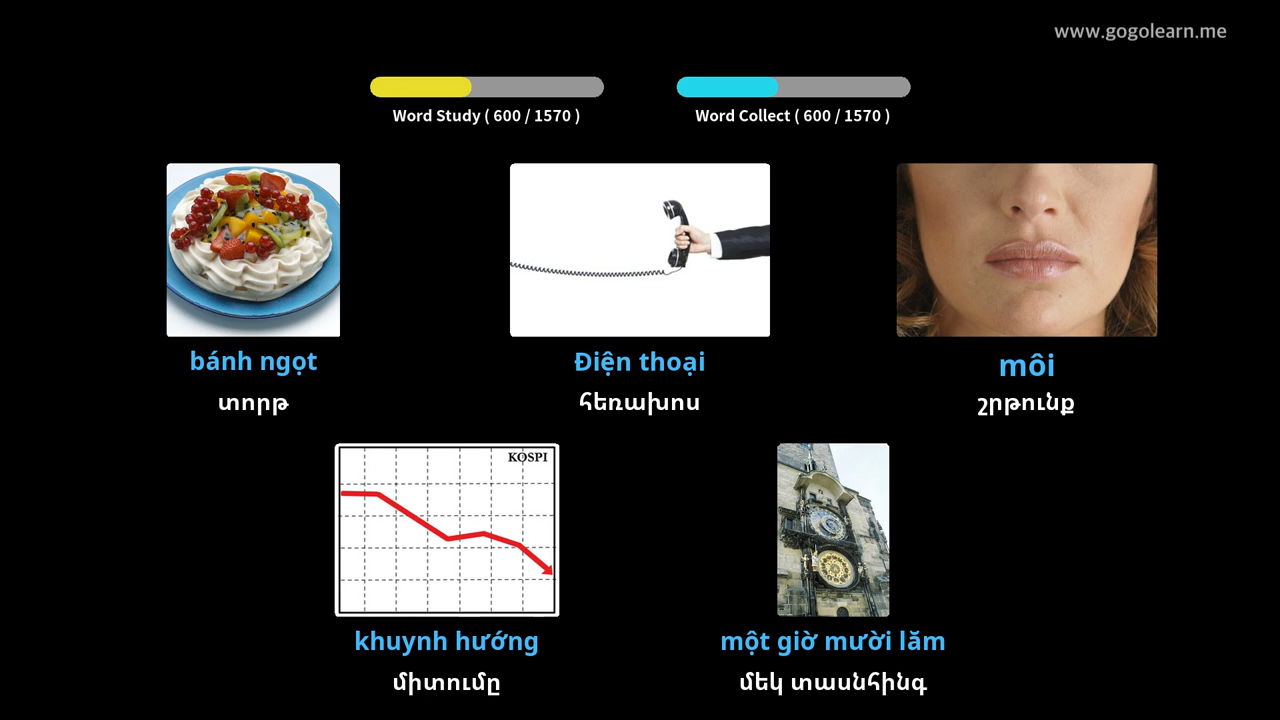 www.gogolearn.me
Word Study ( 600 / 1570 )
Word Collect ( 600 / 1570 )
bánh ngọt
տորթ
Điện thoại
հեռախոս
môi
շրթունք
KOSPI
khuynh hướng
միտումը
một giờ mười lăm
մեկ տասնհինգ